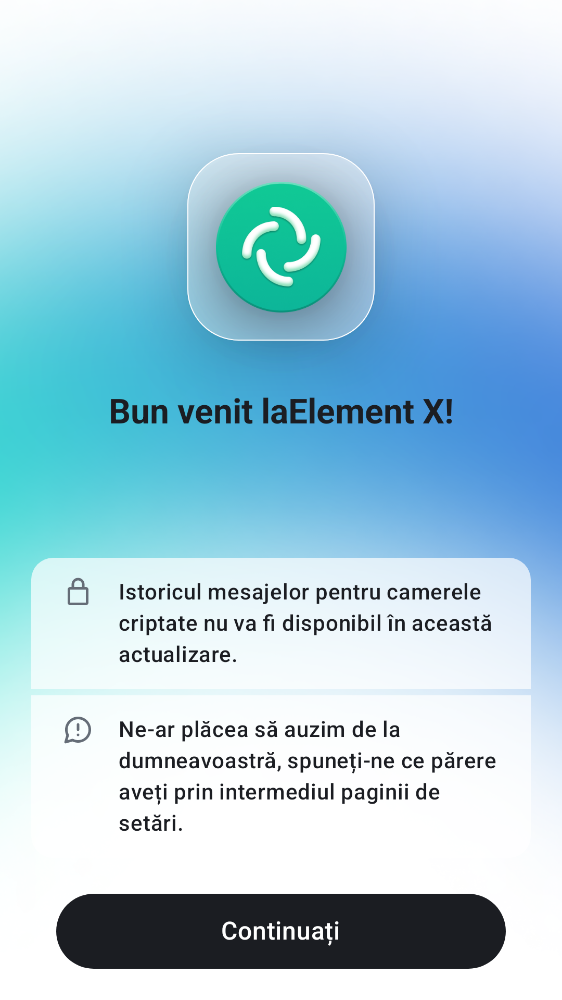 Bun venit laElement X!
Istoricul mesajelor pentru camerele
criptate nu va fi disponibil în această
actualizare.
Ne-ar plăcea să auzim de la
dumneavoastră, spuneți-ne ce părere
aveți prin intermediul paginii de
setări.
Continuați